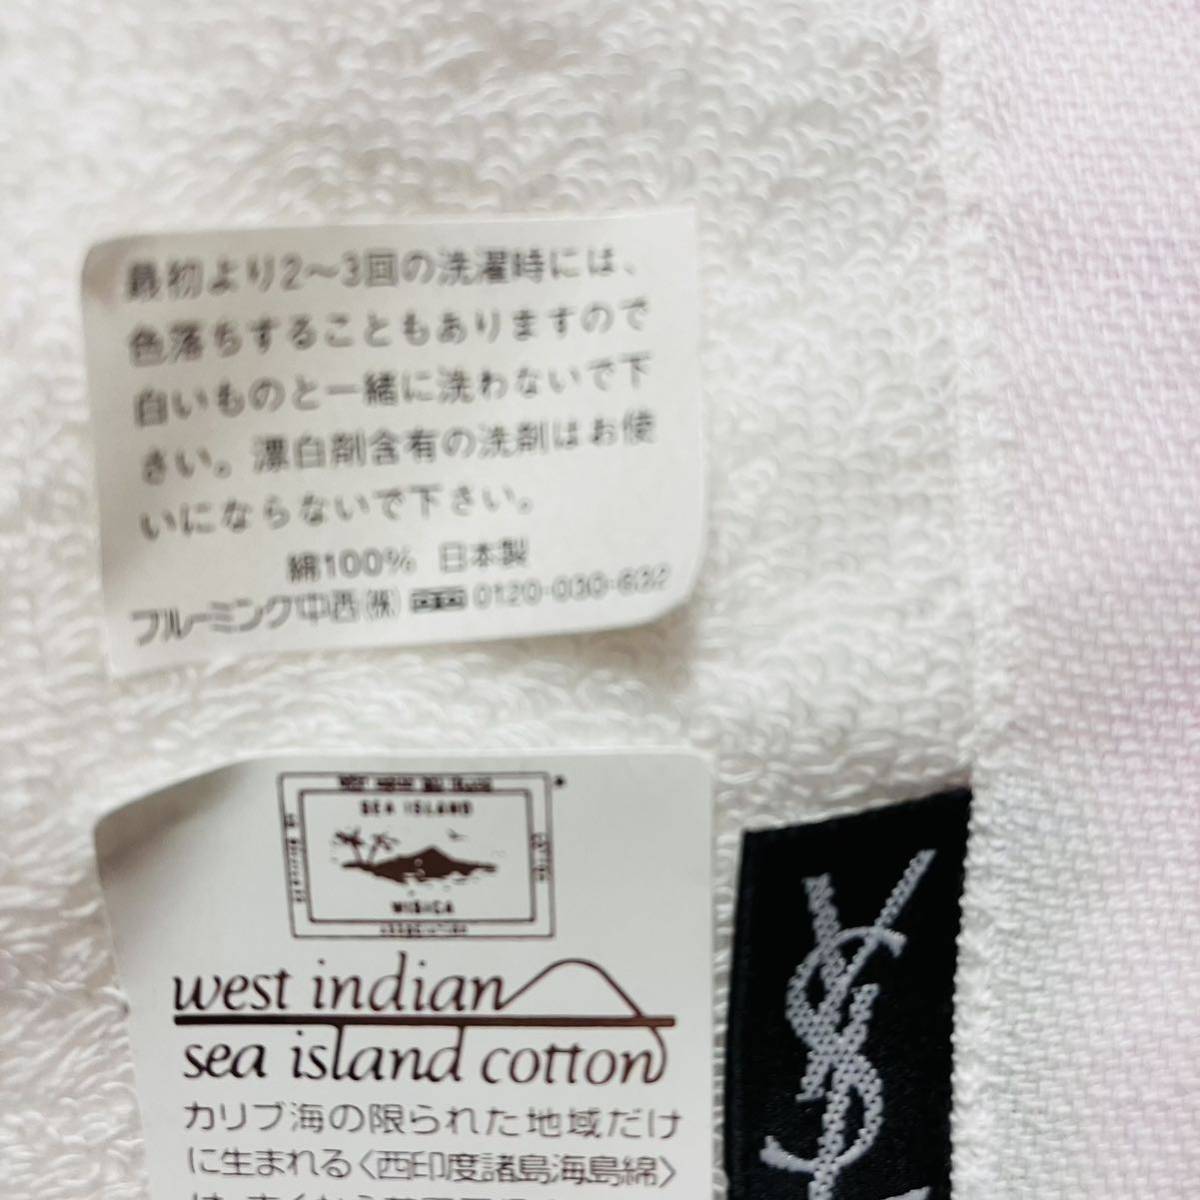 最初より2〜3回の洗濯時には、
色落ちすることもありますので
白いものと一緒に洗わないで下
さい。漂白剤含有の洗剤はお使
いにならないで下さい。
綿100% 日本製
ブルーミング中西(株) 0120-030-632
SEA ISLAND
MISICA
ASSOCIATION
west indian
sea island cotton
カリブ海の限られた地域だけ
に生まれる〈西印度諸島海島綿〉
YSL